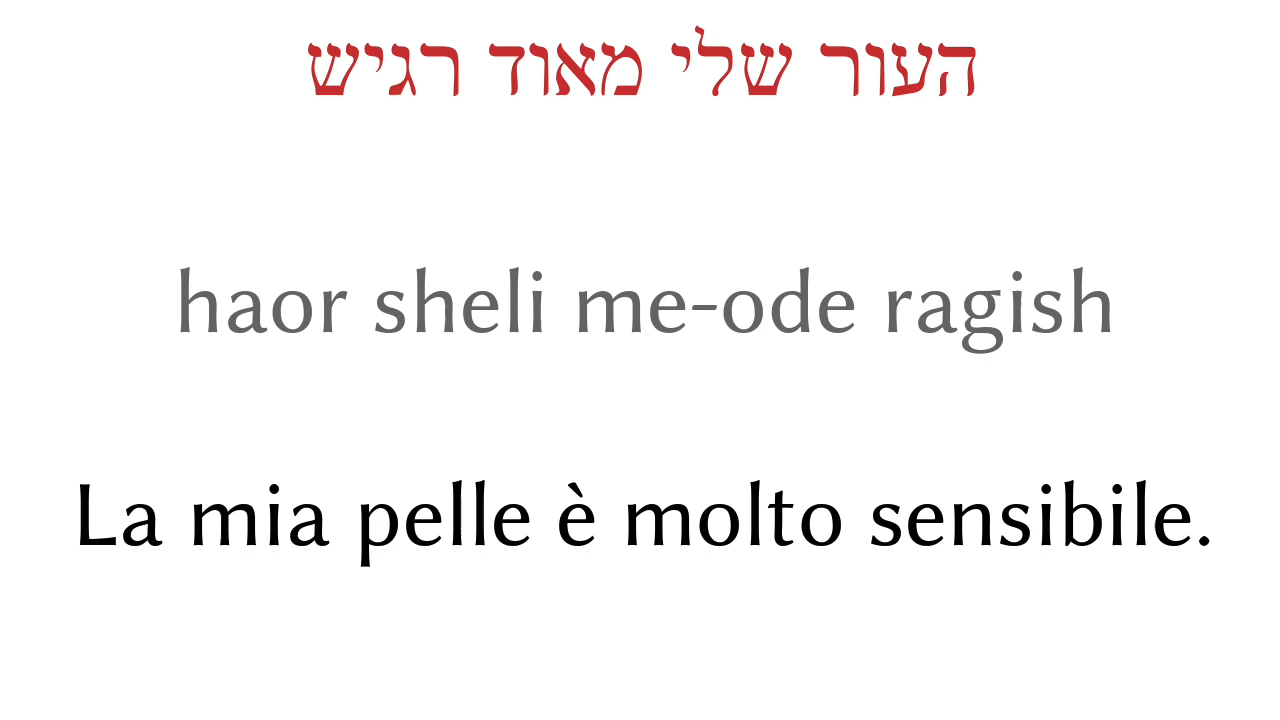 העור שלי מאוד רגיש
haor sheli me-ode ragish
La mia pelle è molto sensibile.